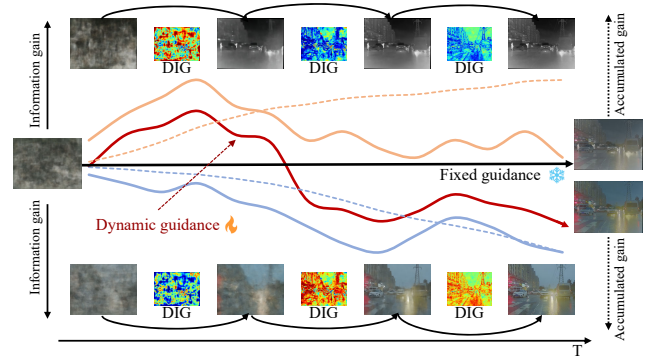 DIG
DIG
DIG
Information gain
Accumulated gain
Fixed guidance
Dynamic guidance
Information gain
Accumulated gain
DIG
DIG
DIG
T